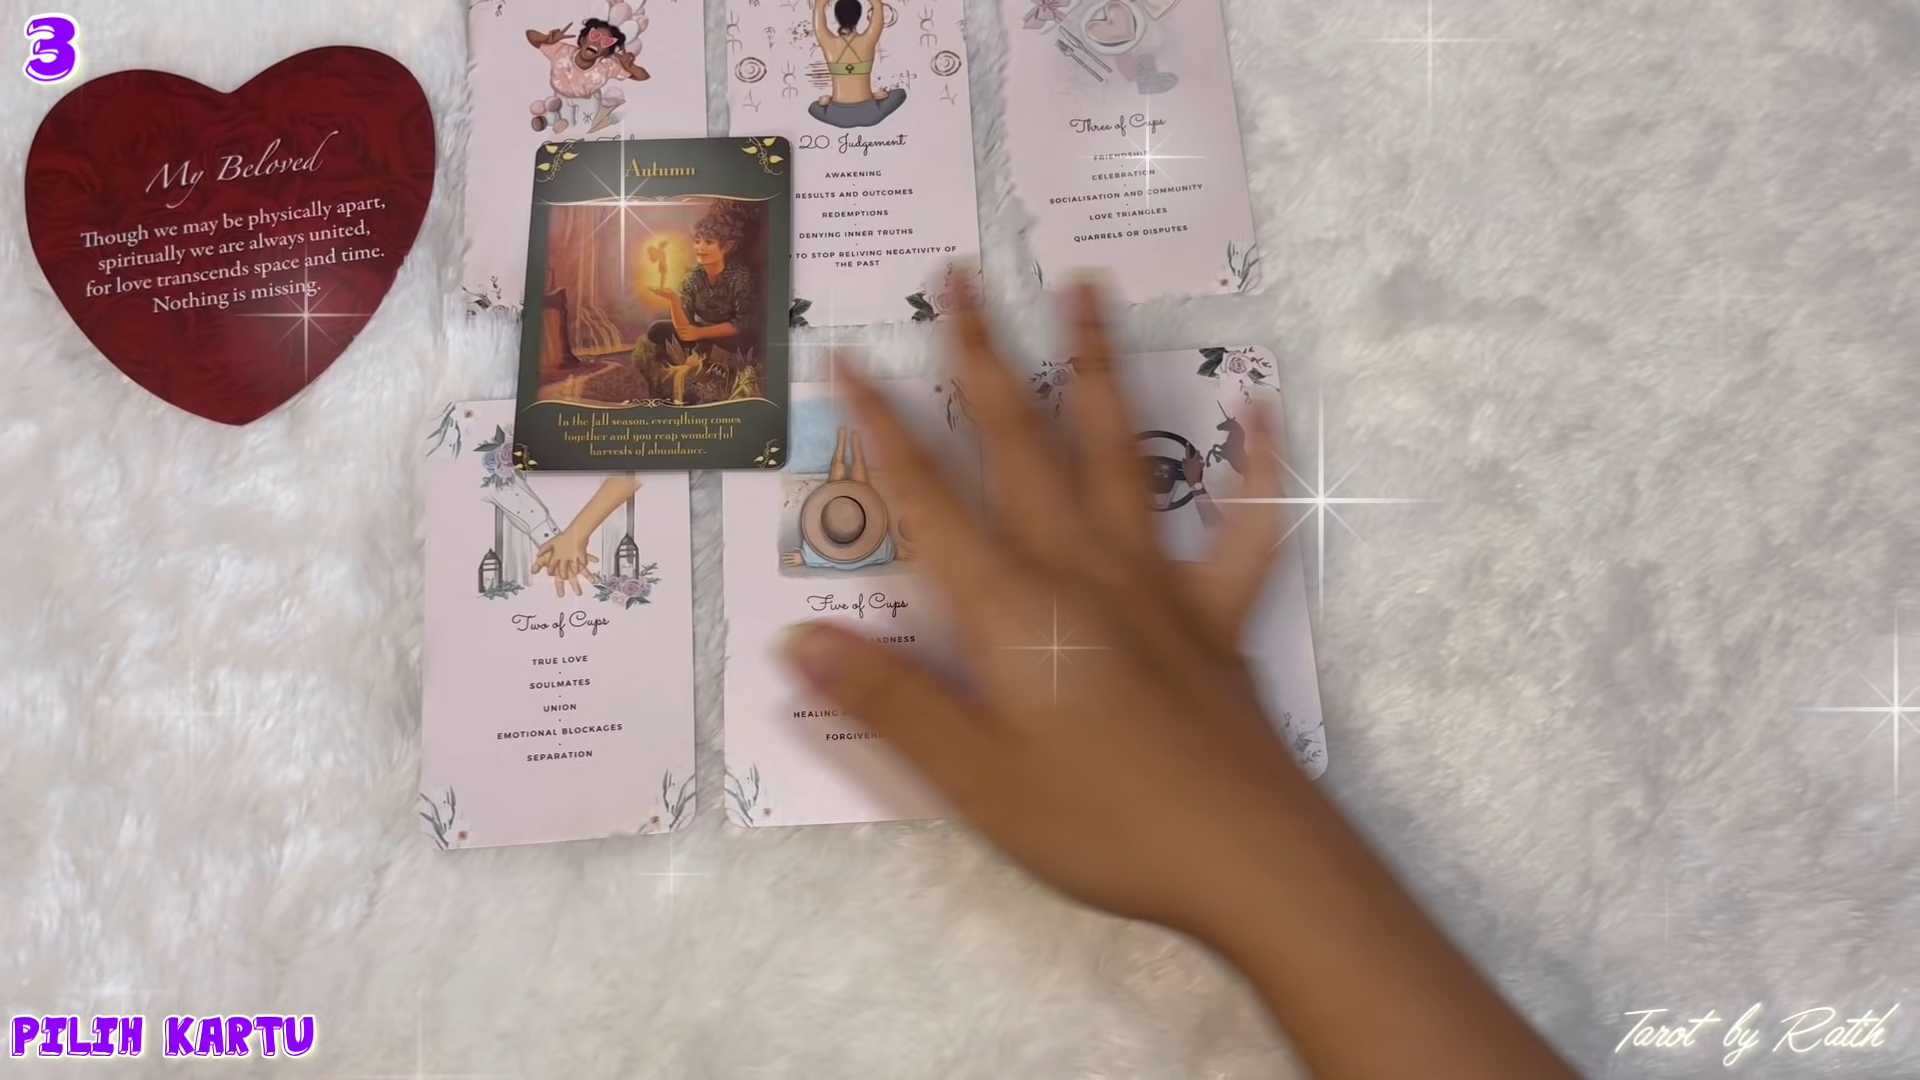 3
My Beloved
Though we may be physically apart,
spiritually we are always united,
for love transcends space and time.
Nothing is missing.
Autumn
In the fall season, everything comes
together and you reap wonderful
harvests of abundance.
20. Judgement
AWAKENING
RESULTS AND OUTCOMES
REDEMPTIONS
DENYING INNER TRUTHS
TO STOP RELIVING NEGATIVITY OF
THE PAST
Three of Cups
FRIENDSHIP
CELEBRATION
SOCIALISATION AND COMMUNITY
LOVE TRIANGLES
QUARRELS OR DISPUTES
Two of Cups
TRUE LOVE
SOULMATES
UNION
EMOTIONAL BLOCKAGES
SEPARATION
Five of Cups
SADNESS
HEALING
PILIH KARTU
Tarot by Ratih